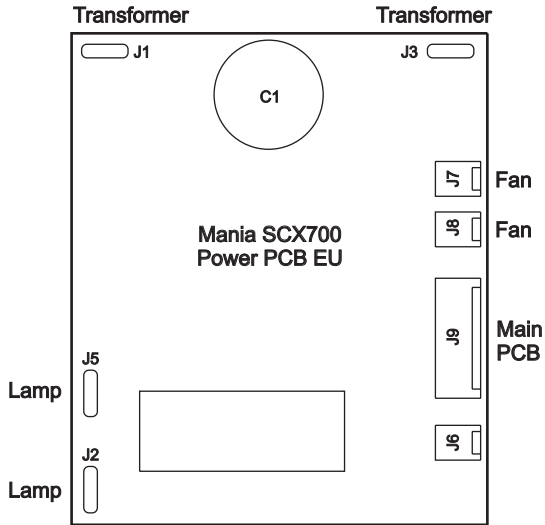 Transformer Transformer
J1 J3
C1
J7 Fan
J8 Fan
Mania SCX700
Power PCB EU
J9 Main
PCB
J5
Lamp
J6
J2
Lamp